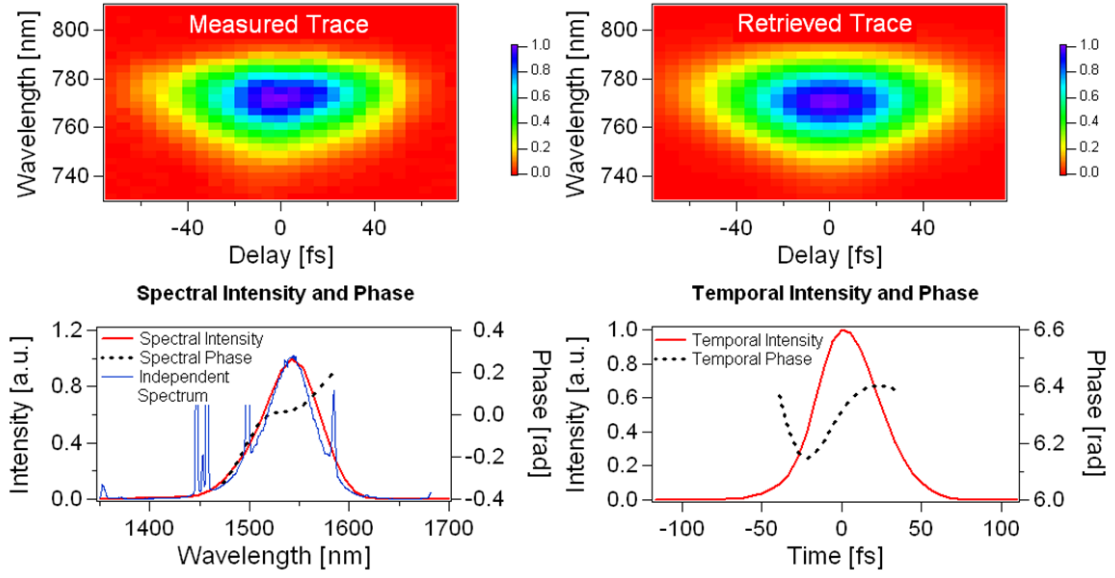 Measured Trace
Wavelength [nm]
800
780
760
740
-40
0
40
Delay [fs]
1.0
0.8
0.6
0.4
0.2
0.0
Retrieved Trace
Wavelength [nm]
800
780
760
740
-40
0
40
Delay [fs]
1.0
0.8
0.6
0.4
0.2
0.0
Spectral Intensity and Phase
Intensity [a.u.]
1.2
0.8
0.4
0.0
Spectral Intensity
Spectral Phase
Independent
Spectrum
0.4
0.2
0.0
-0.2
-0.4
Phase [rad]
1400
1500
1600
1700
Wavelength [nm]
Temporal Intensity and Phase
Intensity [a.u.]
1.0
0.8
0.6
0.4
0.2
0.0
Temporal Intensity
Temporal Phase
6.6
6.4
6.2
6.0
Phase [rad]
-100
-50
0
50
100
Time [fs]